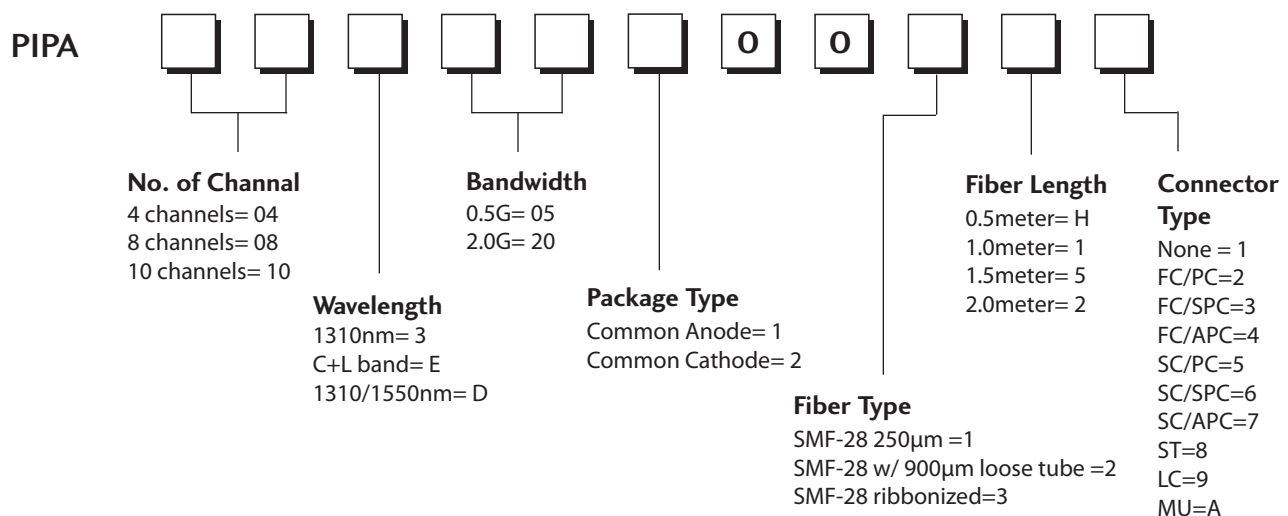 PIPA 0 0
No. of Channal
4 channels= 04
8 channels= 08
10 channels= 10
Wavelength
1310nm= 3
C+L band= E
1310/1550nm= D
Bandwidth
0.5G= 05
2.0G= 20
Package Type
Common Anode= 1
Common Cathode= 2
Fiber Type
SMF-28 250μm =1
SMF-28 w/ 900μm loose tube =2
SMF-28 ribbonized=3
Fiber Length
0.5meter= H
1.0meter= 1
1.5meter= 5
2.0meter= 2
Connector
Type
None = 1
FC/PC=2
FC/SPC=3
FC/APC=4
SC/PC=5
SC/SPC=6
SC/APC=7
ST=8
LC=9
MU=A